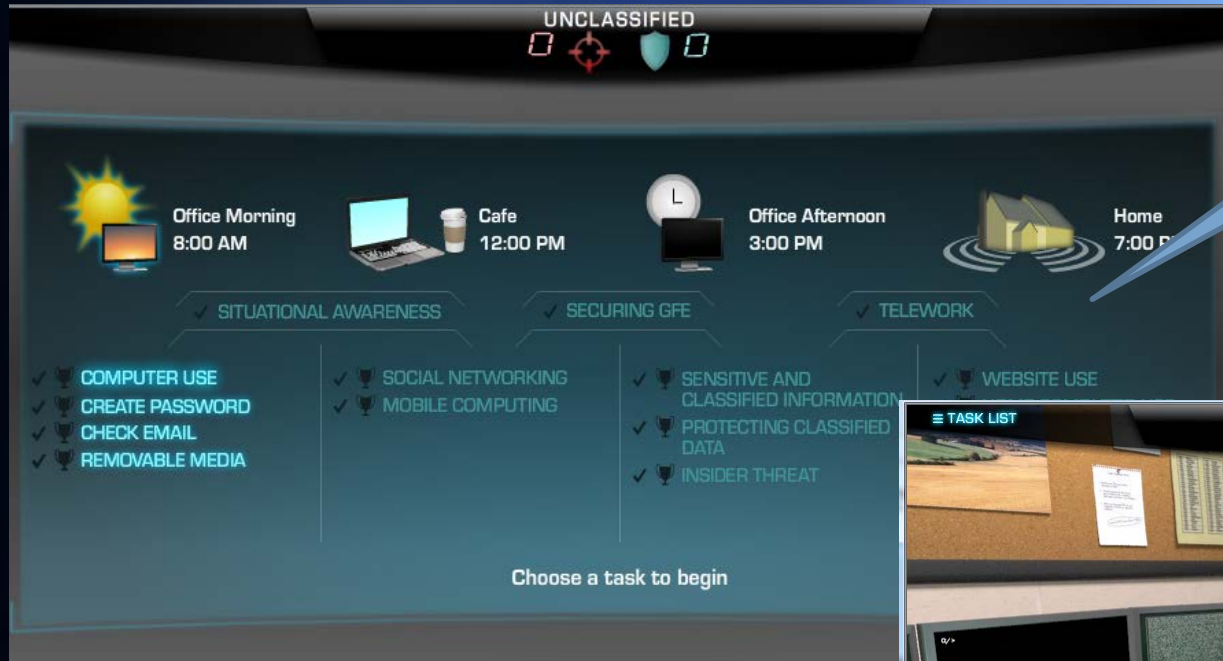 UNCLASSIFIED
0 0
Office Morning
8:00 AM
Cafe
12:00 PM
Office Afternoon
3:00 PM
Home
7:00
SITUATIONAL AWARENESS
SECURING GFE
TELEWORK
COMPUTER USE
CREATE PASSWORD
CHECK EMAIL
REMOVABLE MEDIA
SOCIAL NETWORKING
MOBILE COMPUTING
SENSITIVE AND
CLASSIFIED INFORMATION
PROTECTING CLASSIFIED
DATA
INSIDER THREAT
WEBSITE USE
Choose a task to begin
TASK LIST